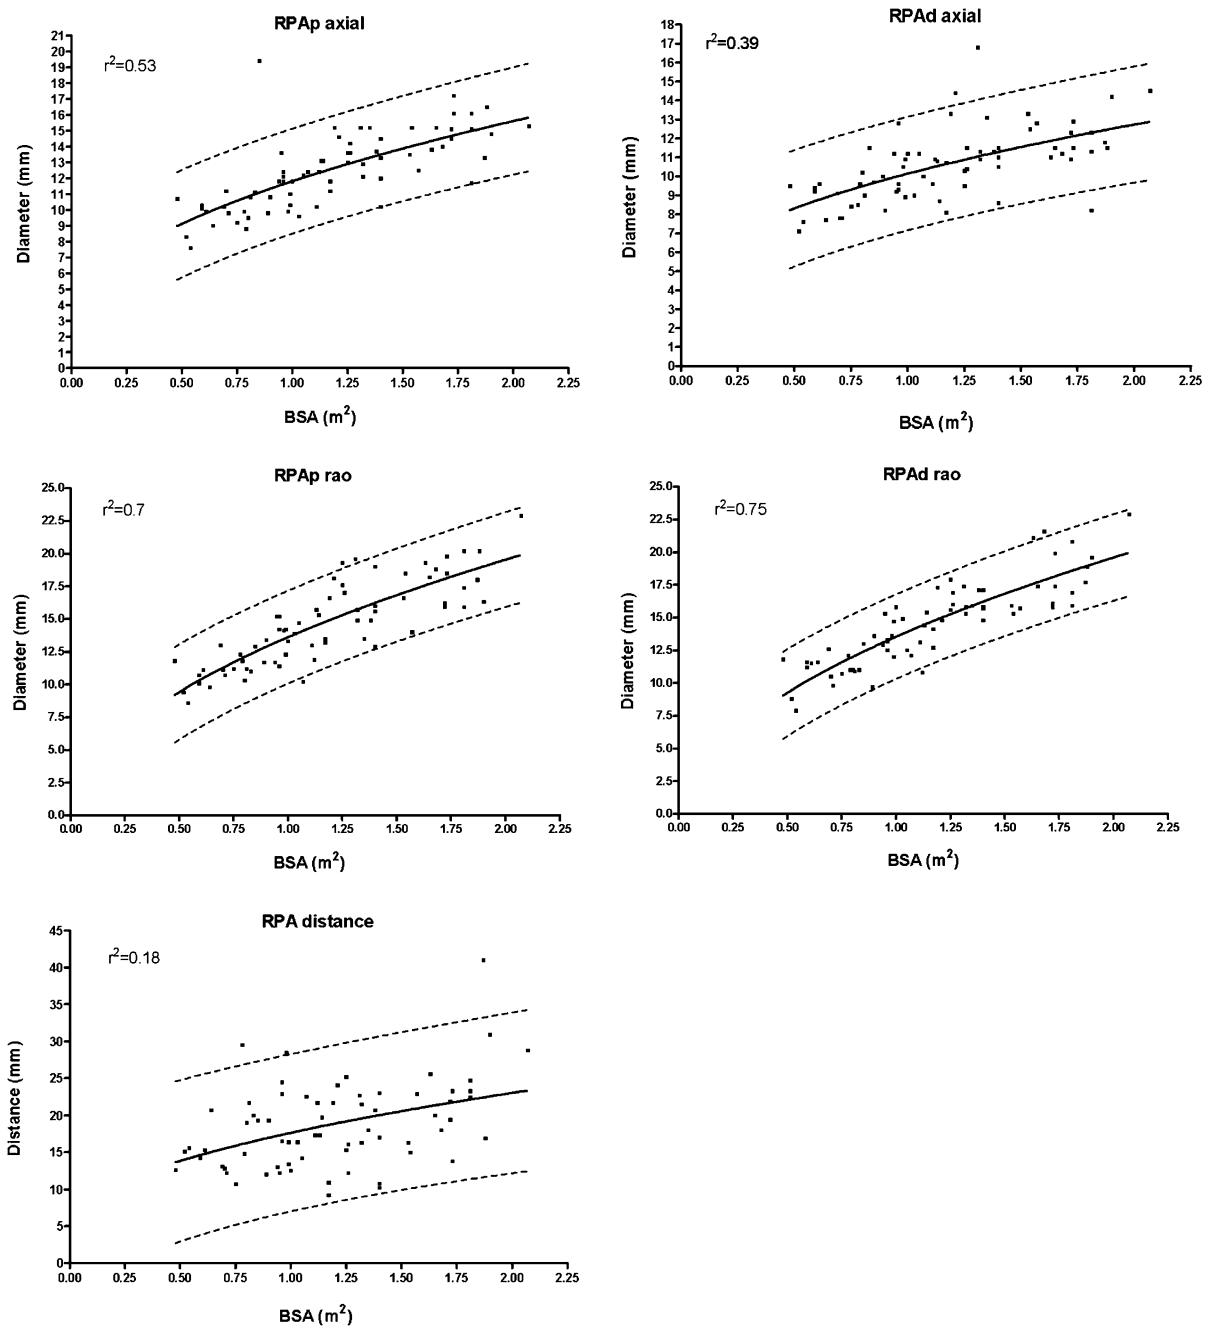 RPAp axial
r²=0.53
21
20
19
18
17
16
15
14
13
12
11
10
9
8
7
6
5
4
3
2
1
0
Diameter (mm)
0.00 0.25 0.50 0.75 1.00 1.25 1.50 1.75 2.00 2.25
BSA (m²)
RPAd axial
r²=0.39
18
17
16
15
14
13
12
11
10
9
8
7
6
5
4
3
2
1
0
Diameter (mm)
0.00 0.25 0.50 0.75 1.00 1.25 1.50 1.75 2.00 2.25
BSA (m²)
RPAp rao
r²=0.7
25.0
22.5
20.0
17.5
15.0
12.5
10.0
7.5
5.0
2.5
0.0
Diameter (mm)
0.00 0.25 0.50 0.75 1.00 1.25 1.50 1.75 2.00 2.25
BSA (m²)
RPAd rao
r²=0.75
25.0
22.5
20.0
17.5
15.0
12.5
10.0
7.5
5.0
2.5
0.0
Diameter (mm)
0.00 0.25 0.50 0.75 1.00 1.25 1.50 1.75 2.00 2.25
BSA (m²)
RPA distance
r²=0.18
45
40
35
30
25
20
15
10
5
0
Distance (mm)
0.00 0.25 0.50 0.75 1.00 1.25 1.50 1.75 2.00 2.25
BSA (m²)